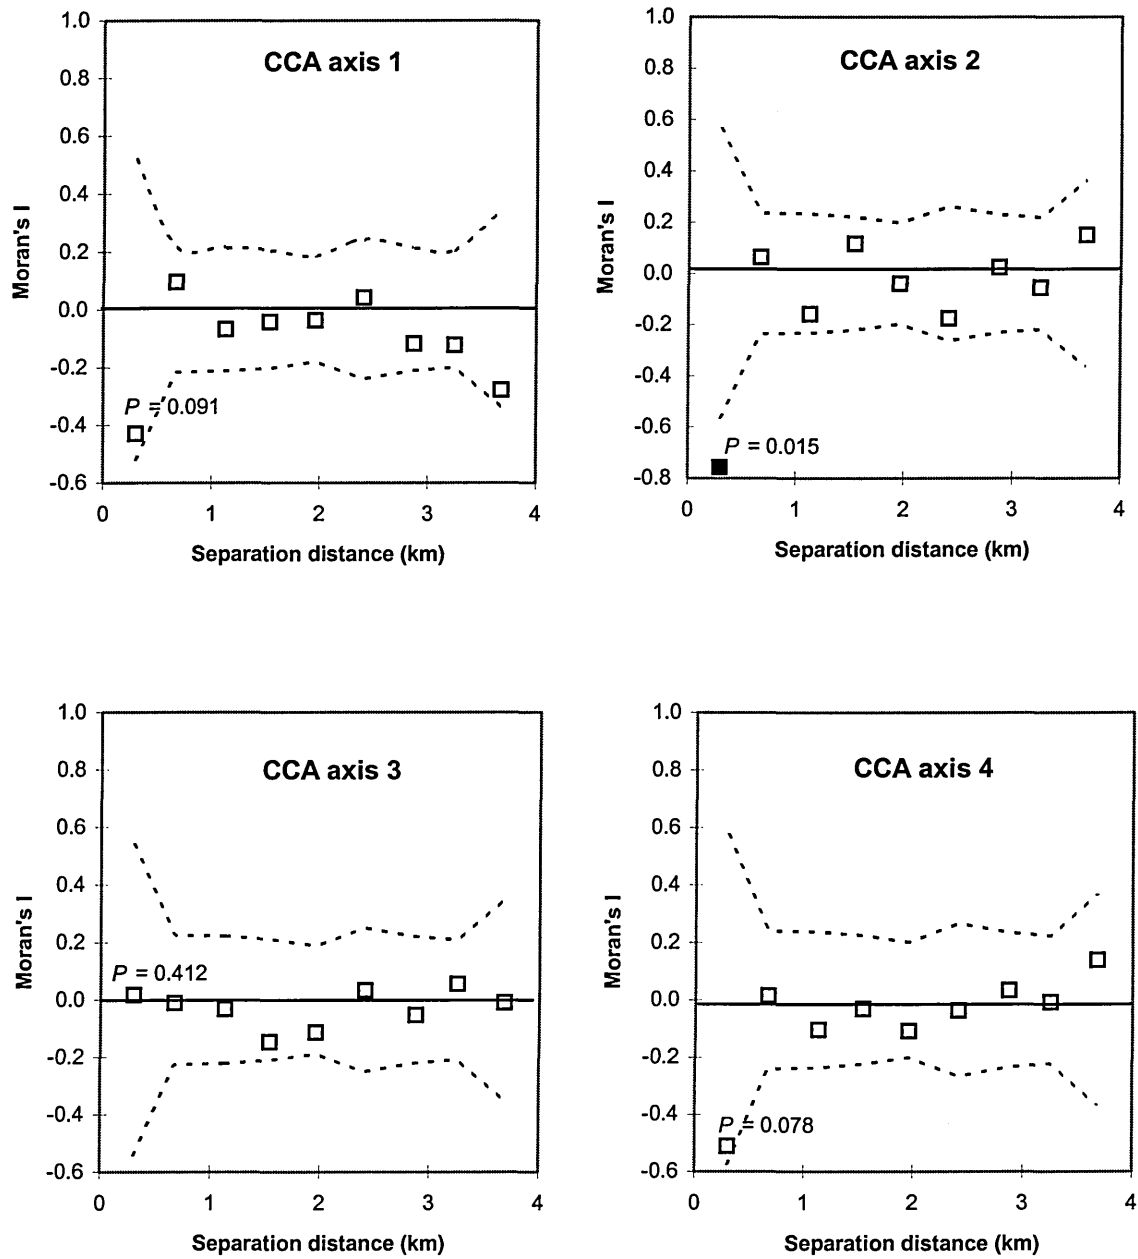 CCA axis 1
1.0
0.8
0.6
0.4
0.2
0.0
-0.2
-0.4
-0.6
Moran's I
P = 0.091
0 1 2 3 4
Separation distance (km)
CCA axis 2
1.0
0.8
0.6
0.4
0.2
0.0
-0.2
-0.4
-0.6
-0.8
Moran's I
P = 0.015
0 1 2 3 4
Separation distance (km)
CCA axis 3
1.0
0.8
0.6
0.4
0.2
0.0
-0.2
-0.4
-0.6
Moran's I
P = 0.412
0 1 2 3 4
Separation distance (km)
CCA axis 4
1.0
0.8
0.6
0.4
0.2
0.0
-0.2
-0.4
-0.6
Moran's I
P = 0.078
0 1 2 3 4
Separation distance (km)